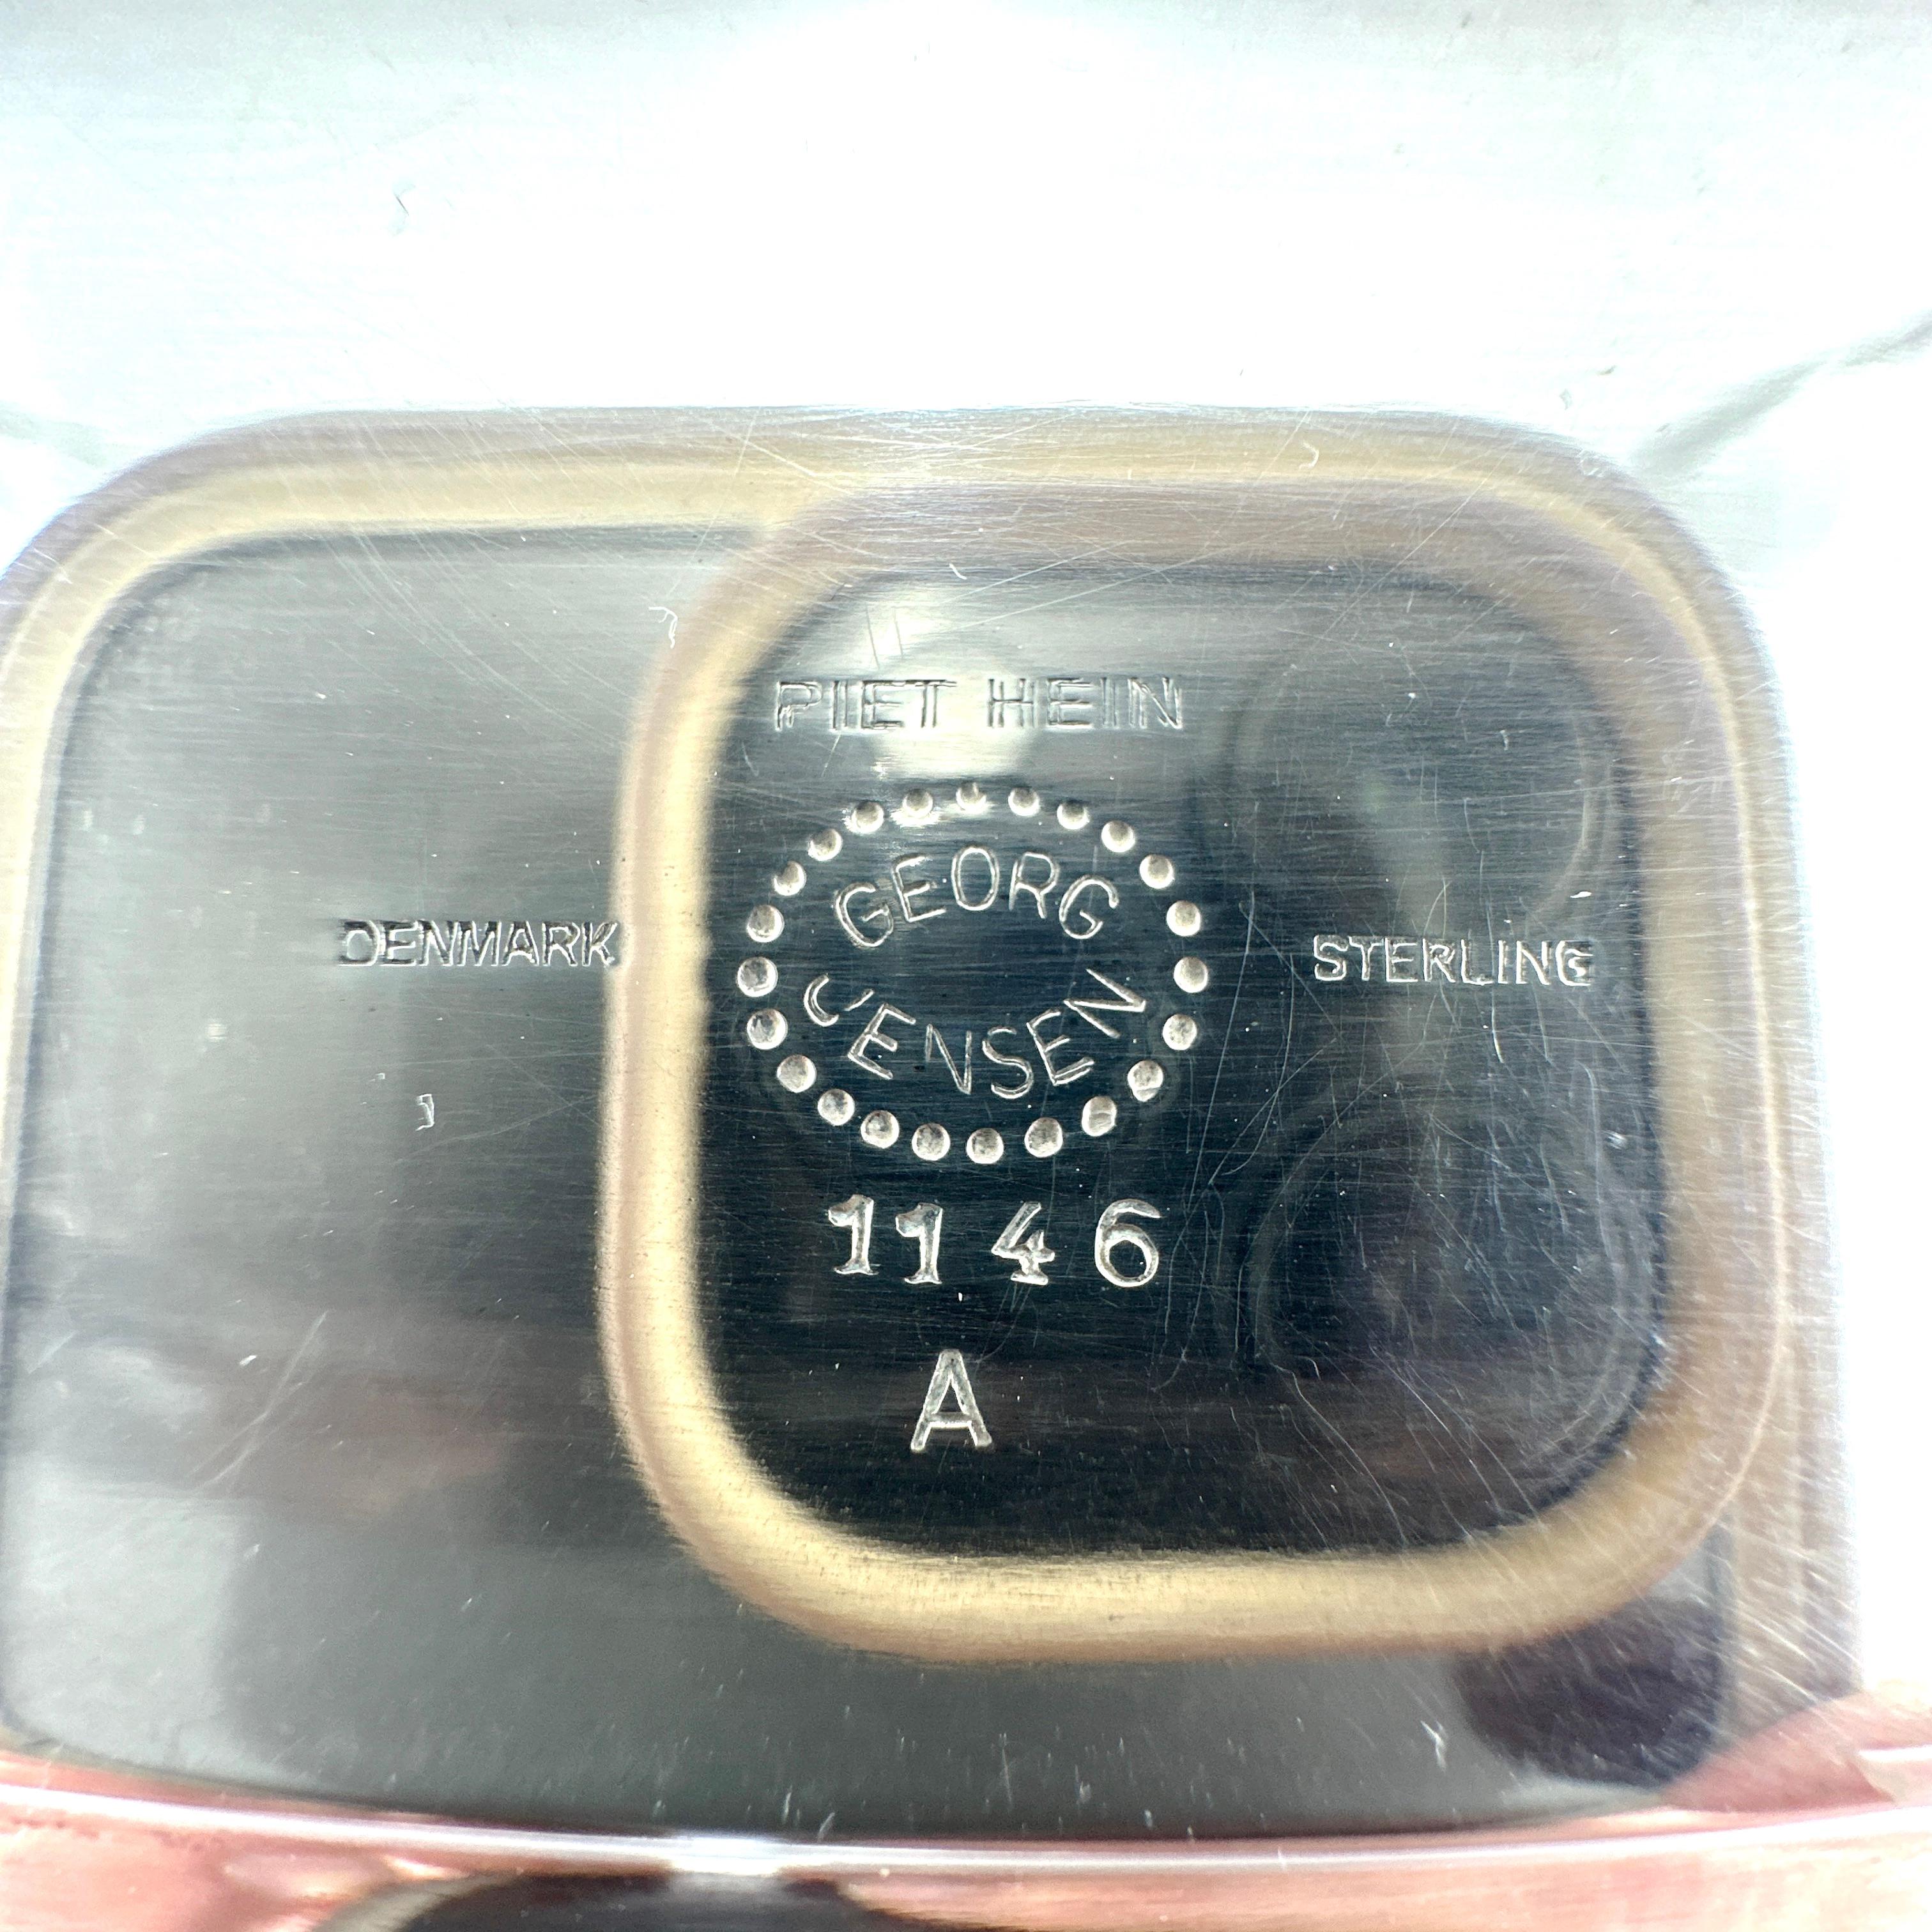 PIET HEIN
GEORG
JENSEN
DENMARK
STERLING
1146
A